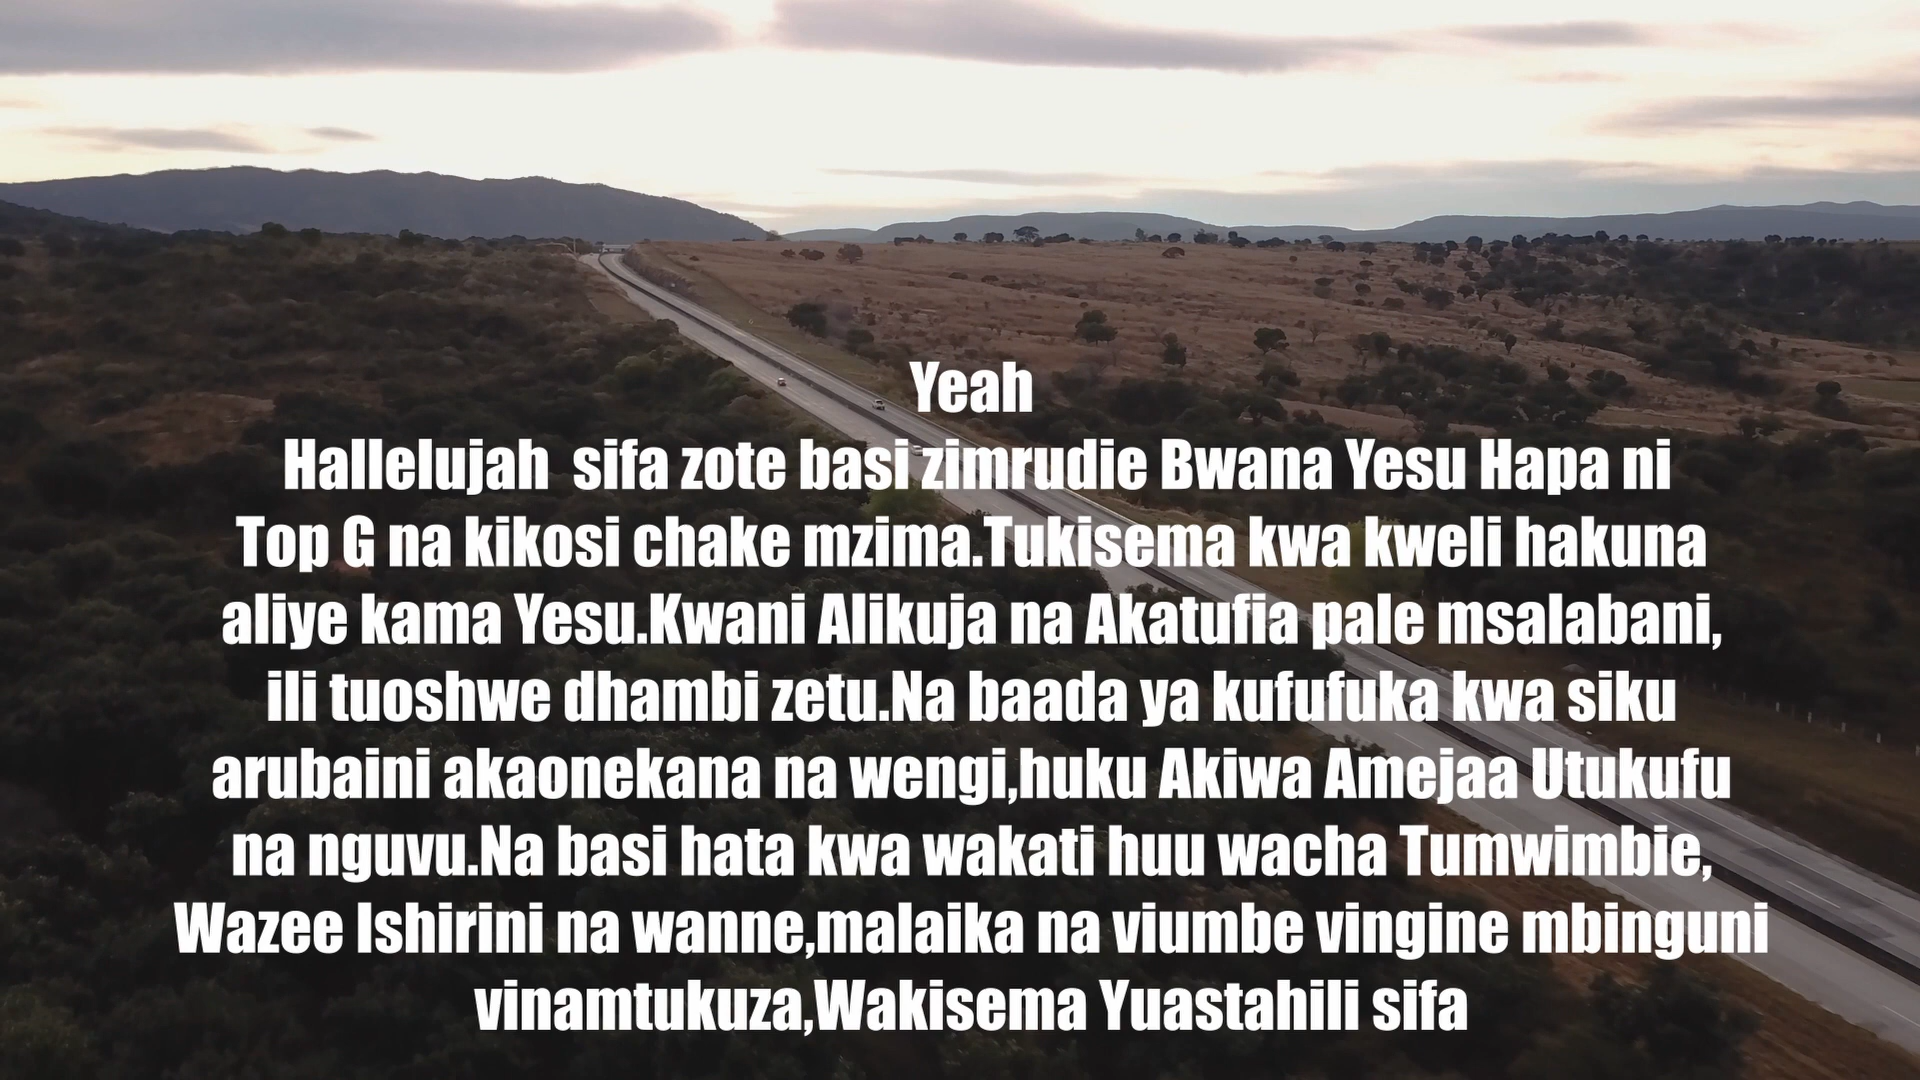 Yeah
Hallelujah  sifa zote basi zimrudie Bwana Yesu Hapa ni
Top G na kikosi chake mzima.Tukisema kwa kweli hakuna
aliye kama Yesu.Kwani Alikuja na Akatufia pale msalabani,
ili tuoshwe dhambi zetu.Na baada ya kufufuka kwa siku
arubaini akaonekana na wengi,huku Akiwa Amejaa Utukufu
na nguvu.Na basi hata kwa wakati huu wacha Tumwimbie,
Wazee Ishirini na wanne,malaika na viumbe vingine mbinguni
vinamtukuza,Wakisema Yuastahili sifa